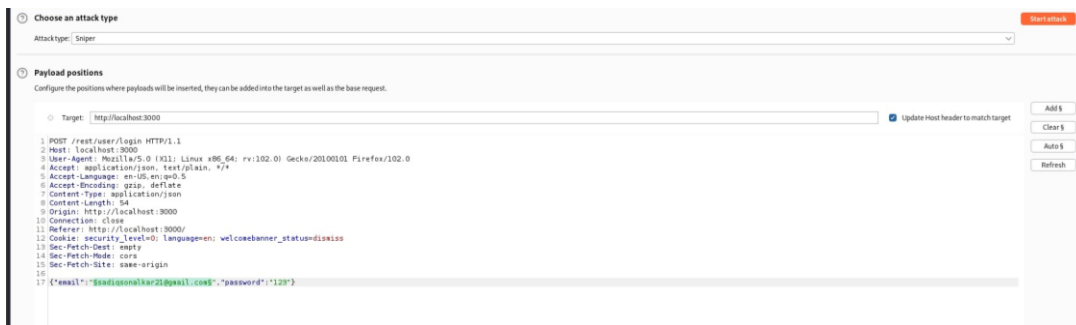 Choose an attack type
Start attack
Attack type: Sniper
Payload positions
Configure the positions where payloads will be inserted, they can be added into the target as well as the base request.
Target: http://localhost:3000
Update Host header to match target
Add §
Clear §
Auto §
Refresh
1 POST /rest/user/login HTTP/1.1
2 Host: localhost:3000
3 User-Agent: Mozilla/5.0 (X11; Linux x86_64; rv:102.0) Gecko/20100101 Firefox/102.0
4 Accept: application/json, text/plain, */*
5 Accept-Language: en-US,en;q=0.5
6 Accept-Encoding: gzip, deflate
7 Content-Type: application/json
8 Content-Length: 54
9 Origin: http://localhost:3000
10 Connection: close
11 Referer: http://localhost:3000/
12 Cookie: security_level=0; language=en; welcomebanner_status=dismiss
13 Sec-Fetch-Dest: empty
14 Sec-Fetch-Mode: cors
15 Sec-Fetch-Site: same-origin
16
17 {"email":"§sadiqsonalkar21@gmail.com§","password":"123"}